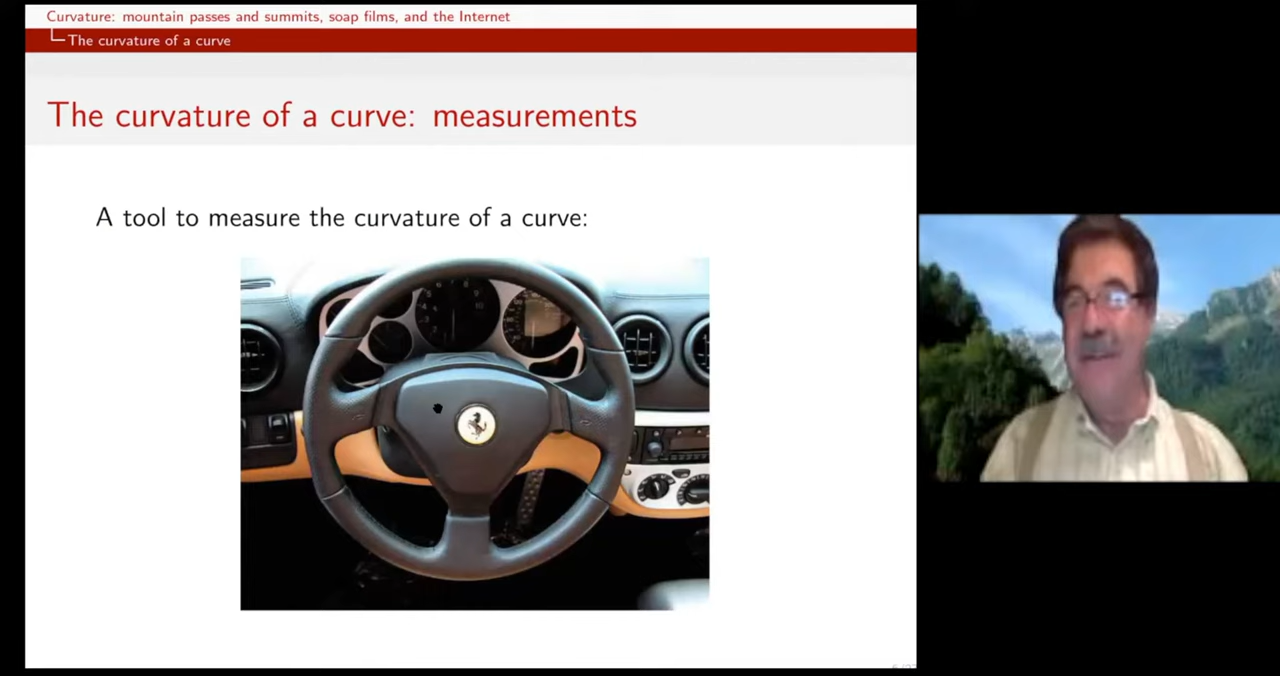 Curvature: mountain passes and summits, soap films, and the Internet
The curvature of a curve
The curvature of a curve: measurements
A tool to measure the curvature of a curve: